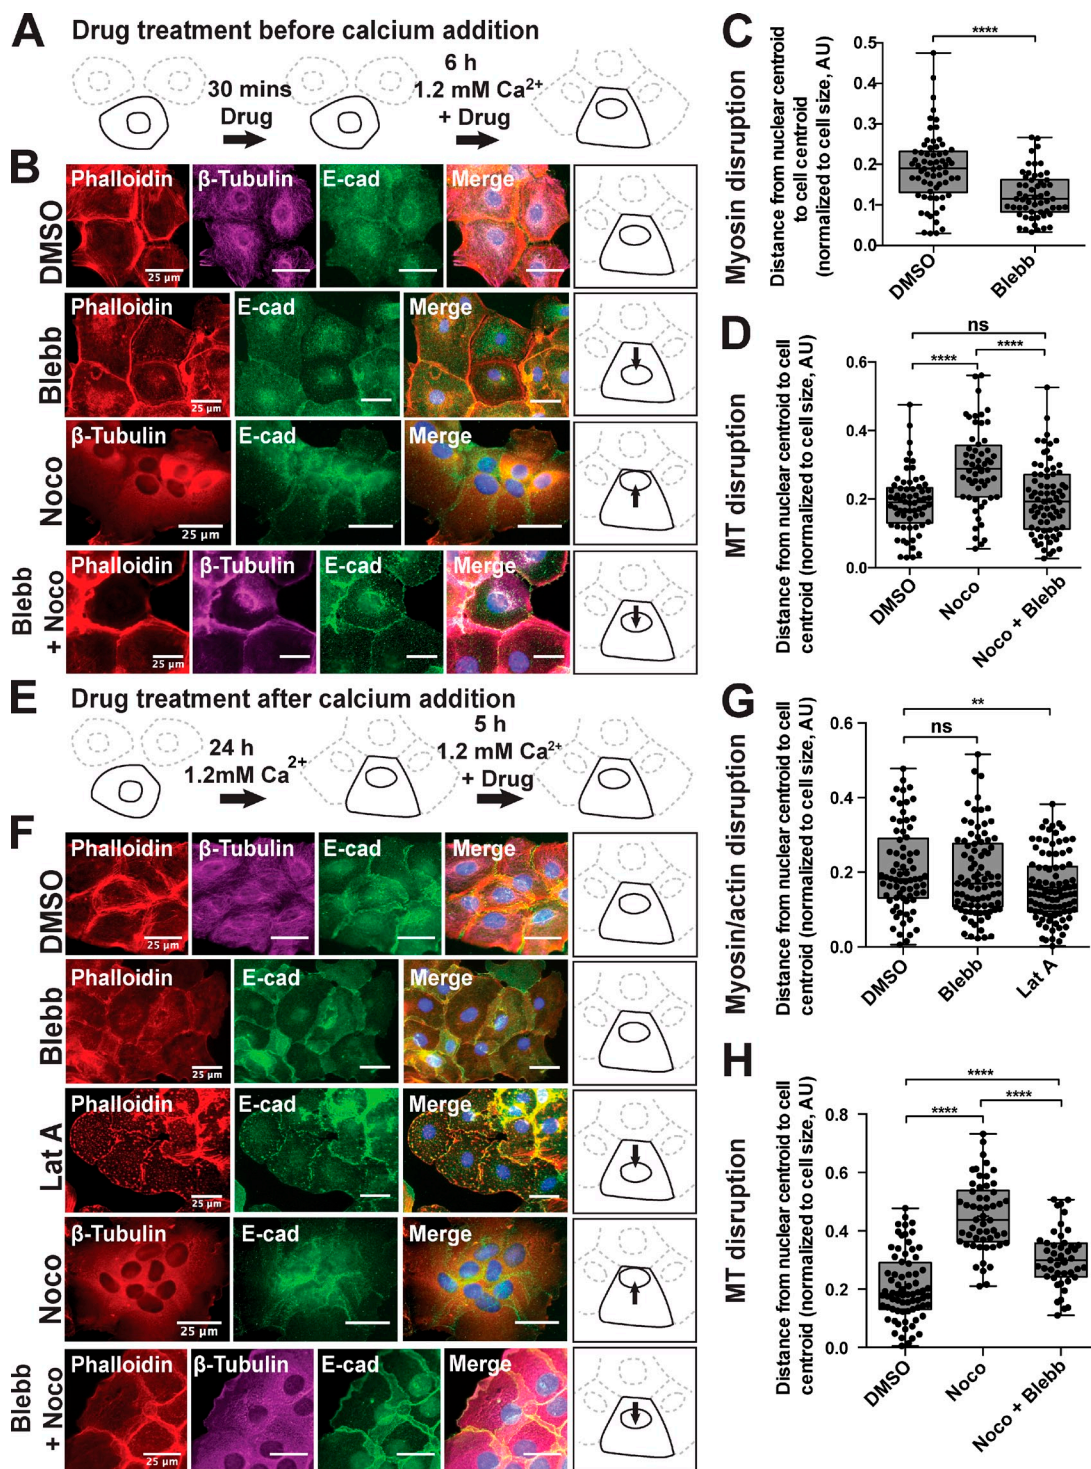 A Drug treatment before calcium addition
30 mins
Drug
6 h
1.2 mM Ca²⁺
+ Drug
B
DMSO
Phalloidin β-Tubulin E-cad Merge
25 µm
Blebb
Phalloidin E-cad Merge
25 µm
Noco
β-Tubulin E-cad Merge
25 µm
Blebb
+ Noco
Phalloidin β-Tubulin E-cad Merge
25 µm
C
Myosin disruption
Distance from nuclear centroid
to cell centroid
(normalized to cell size, AU)
****
0.5
0.4
0.3
0.2
0.1
0.0
DMSO Blebb
D
MT disruption
Distance from nuclear centroid to cell
centroid (normalized to cell size, AU)
ns
**** ****
0.6
0.4
0.2
0.0
DMSO Noco Noco + Blebb
E Drug treatment after calcium addition
24 h
1.2mM Ca²⁺
5 h
1.2 mM Ca²⁺
+ Drug
F
DMSO
Phalloidin β-Tubulin E-cad Merge
25 µm
Blebb
Phalloidin E-cad Merge
25 µm
Lat A
Phalloidin E-cad Merge
25 µm
Noco
β-Tubulin E-cad Merge
25 µm
Blebb
+ Noco
Phalloidin β-Tubulin E-cad Merge
25 µm
G
Myosin/actin disruption
Distance from nuclear centroid to cell
centroid (normalized to cell size, AU)
**
ns
0.6
0.4
0.2
0.0
DMSO Blebb Lat A
H
MT disruption
Distance from nuclear centroid to cell
centroid (normalized to cell size, AU)
****
**** ****
0.8
0.6
0.4
0.2
0.0
DMSO Noco Noco + Blebb